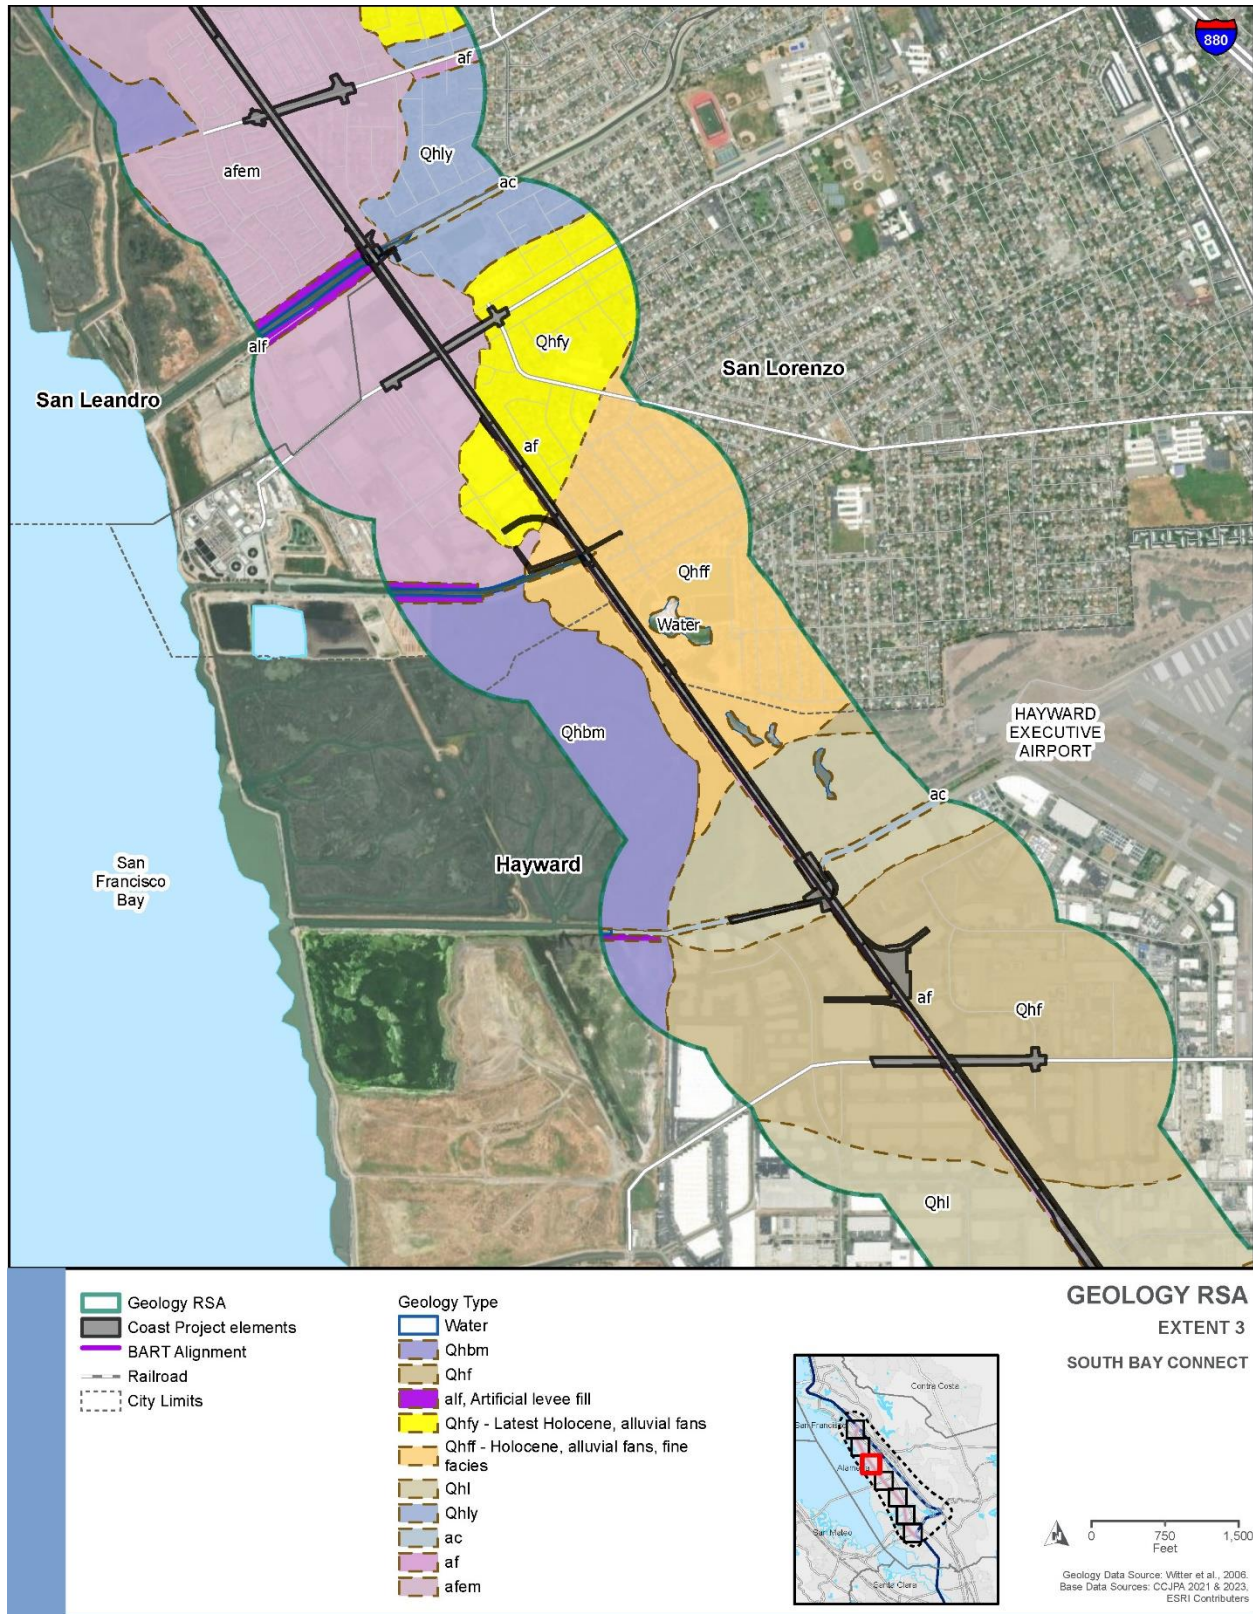 880
af
Qhly
afem
ac
alf
Qhfy
San Lorenzo
San Leandro
af
Qhff
Water
HAYWARD
EXECUTIVE
AIRPORT
Qhbm
ac
San
Francisco
Bay
Hayward
af
Qhf
Qhl
Geology RSA
Coast Project elements
BART Alignment
Railroad
City Limits
Geology Type
Water
Qhbm
Qhf
alf, Artificial levee fill
Qhfy - Latest Holocene, alluvial fans
Qhff - Holocene, alluvial fans, fine
facies
Qhl
Qhly
ac
af
afem
Contra Costa
San Francisco
Alameda
San Mateo
Santa Clara
GEOLOGY RSA
EXTENT 3
SOUTH BAY CONNECT
N
0 750 1,500
Feet
Geology Data Source: Witter et al., 2006.
Base Data Sources: CCJPA 2021 & 2023,
ESRI Contributers